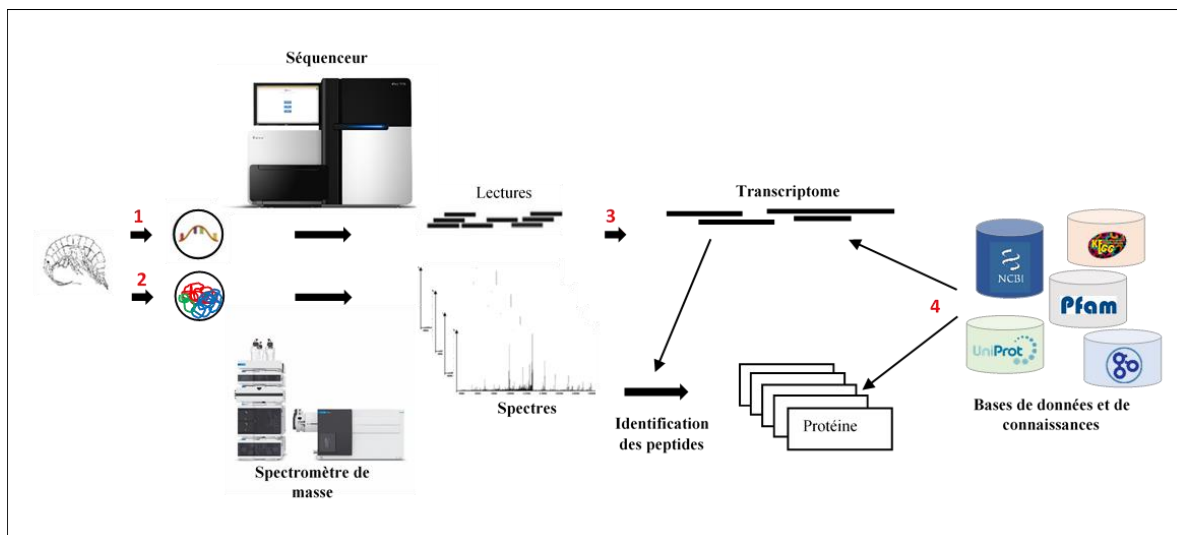 Séquenceur
Lectures
Transcriptome
1
3
2
4
NCBI
KEGG
Pfam
UniProt
Spectres
Identification
des peptides
Protéine
Bases de données et de
connaissances
Spectromètre de
masse